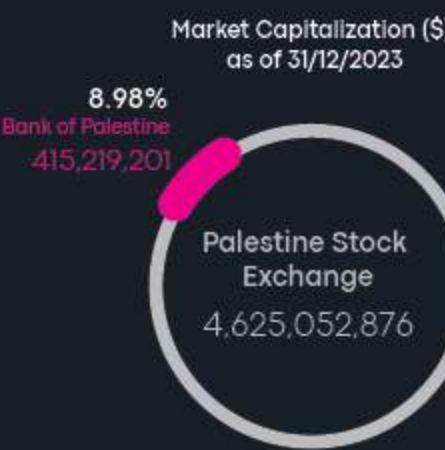 Market Capitalization ($
as of 31/12/2023
8.98%
Bank of Palestine
415,219,201
Palestine Stock
Exchange
4,625,052,876